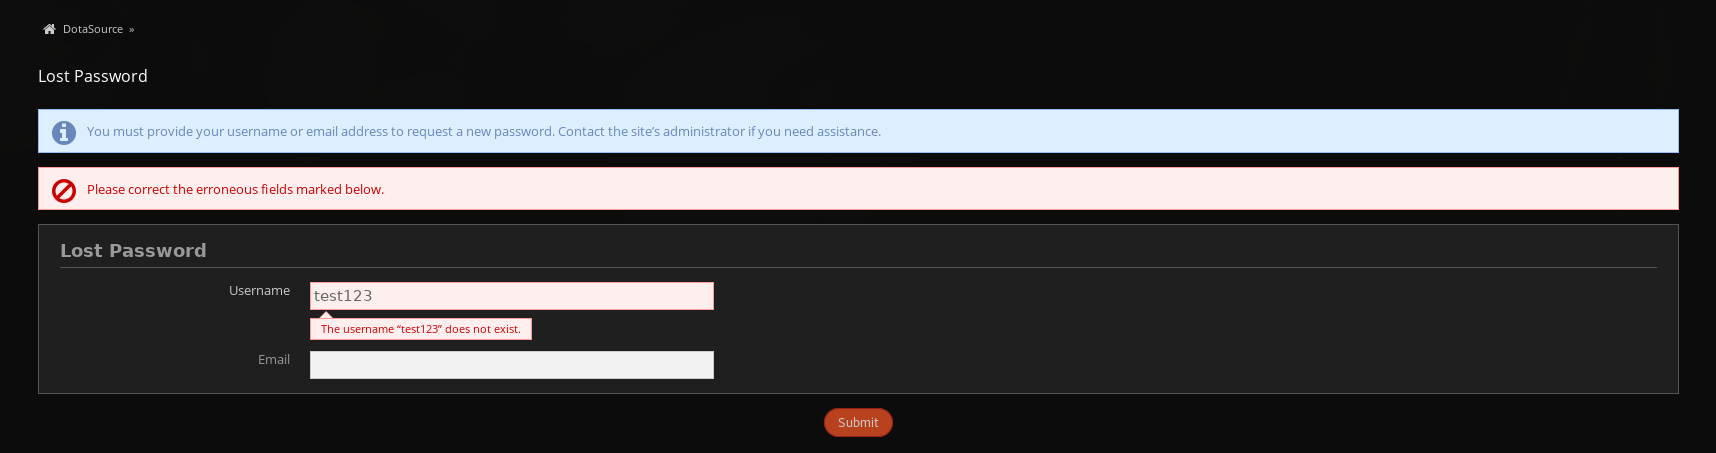 DotaSource »
Lost Password
You must provide your username or email address to request a new password. Contact the site’s administrator if you need assistance.
Please correct the erroneous fields marked below.
Lost Password
Username test123
The username “test123” does not exist.
Email
Submit